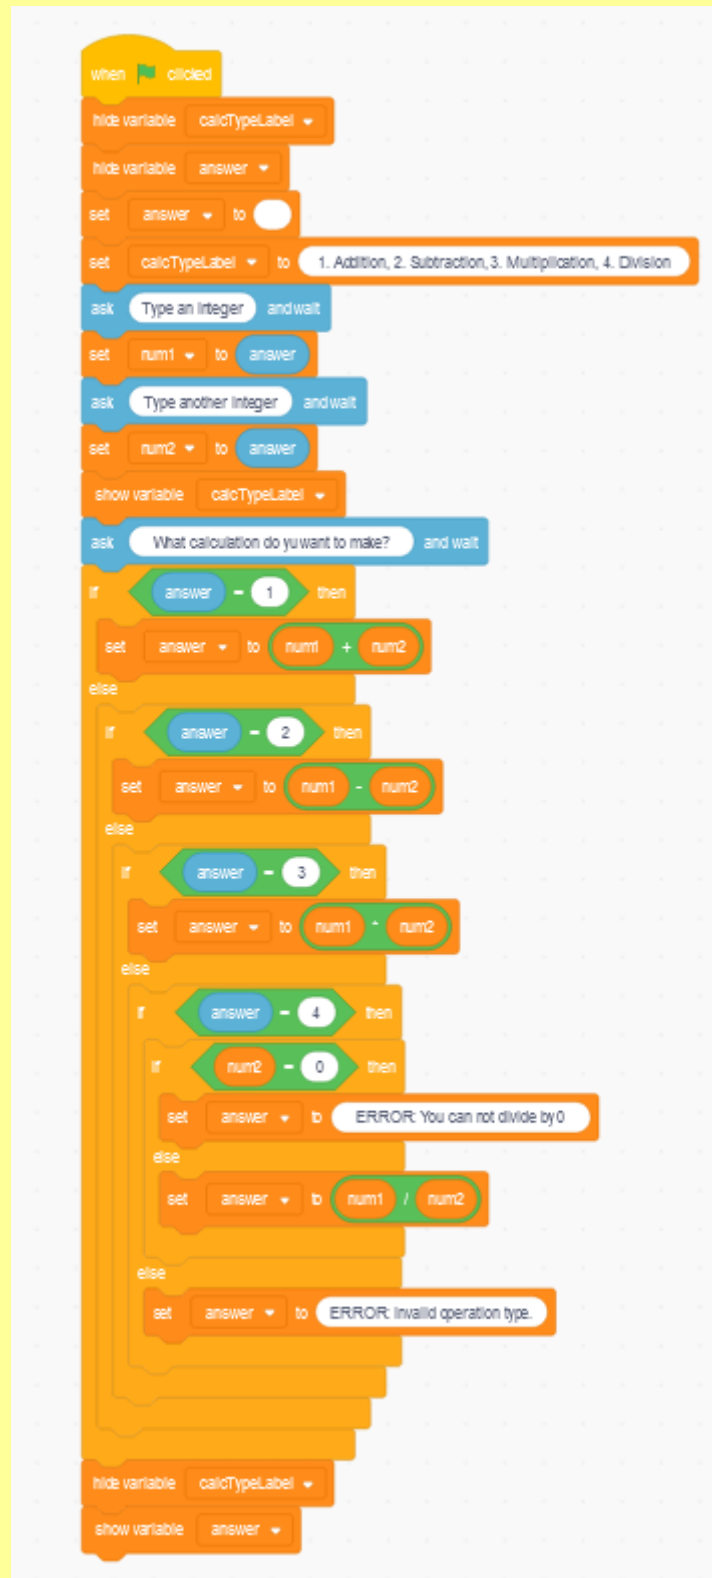 when clicked
hide variable calcTypeLabel
hide variable answer
set answer to
set calcTypeLabel to 1. Addition, 2. Subtraction, 3. Multiplication, 4. Division
ask Type an Integer and wait
set num1 to answer
ask Type another Integer and wait
set num2 to answer
show variable calcTypeLabel
ask What calculation do yu want to make? and wait
if answer = 1 then
set answer to num1 + num2
else
if answer = 2 then
set answer to num1 - num2
else
if answer = 3 then
set answer to num1 * num2
else
if answer = 4 then
if num2 = 0 then
set answer to ERROR: You can not divide by 0
else
set answer to num1 / num2
else
set answer to ERROR: Invalid operation type.
hide variable calcTypeLabel
show variable answer